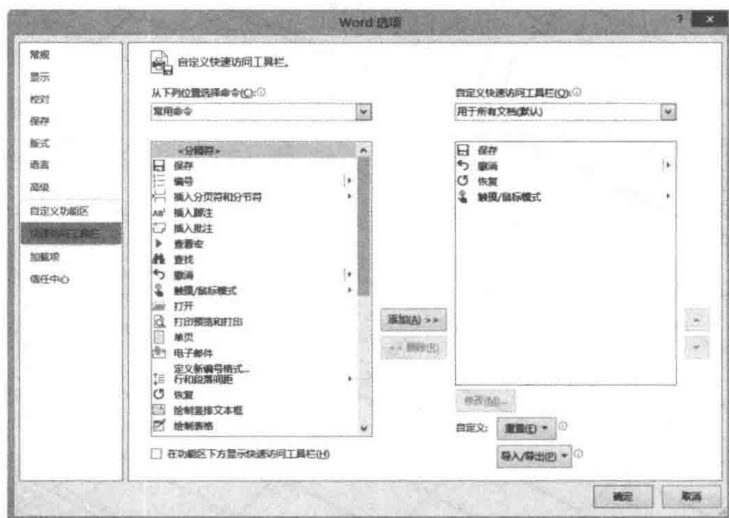 Word 选项
? ×
常规
显示
校对
保存
版式
语言
高级
自定义功能区
快速访问工具栏
加载项
信任中心
自定义快速访问工具栏。
从下列位置选择命令(C):
常用命令
<分隔符>
保存
编号
插入分页符和分节符
AB¹ 插入脚注
插入批注
查看宏
查找
撤消
触摸/鼠标模式
打开
打印预览和打印
单页
电子邮件
定义新编号格式...
行和段落间距
恢复
绘制竖排文本框
绘制表格
在功能区下方显示快速访问工具栏(H)
添加(A) >>
<< 删除(R)
自定义快速访问工具栏(Q):
用于所有文档(默认)
保存
撤消
恢复
触摸/鼠标模式
修改(M)...
自定义: 重置(E)
导入/导出(P)
确定 取消